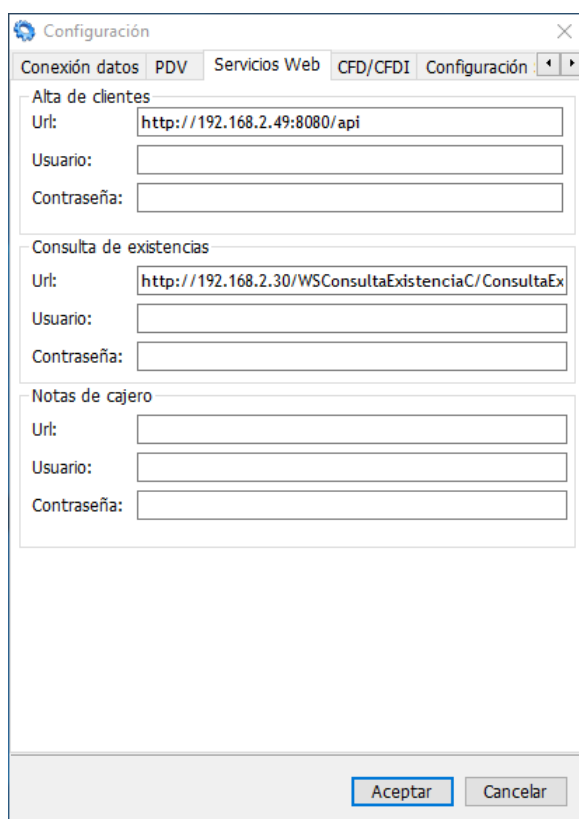 Configuración
Conexión datos PDV Servicios Web CFD/CFDI Configuración
Alta de clientes
Url: http://192.168.2.49:8080/api
Usuario:
Contraseña:
Consulta de existencias
Url: http://192.168.2.30/WSConsultaExistenciaC/ConsultaEx
Usuario:
Contraseña:
Notas de cajero
Url:
Usuario:
Contraseña:
Aceptar Cancelar